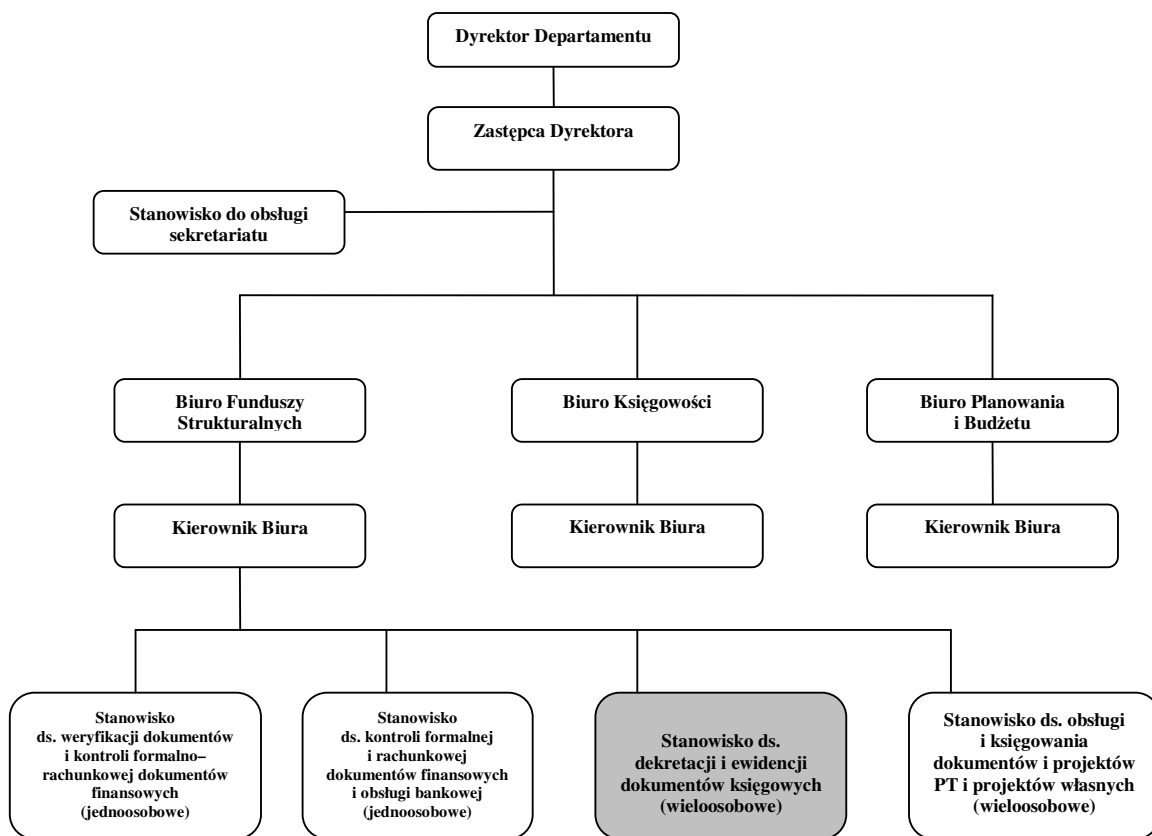 Dyrektor Departamentu
Zastępca Dyrektora
Stanowisko do obsługi
sekretariatu
Biuro Funduszy
Strukturalnych
Biuro Księgowości
Biuro Planowania
i Budżetu
Kierownik Biura
Kierownik Biura
Kierownik Biura
Stanowisko
ds. weryfikacji dokumentów
i kontroli formalno–
rachunkowej dokumentów
finansowych
(jednoosobowe)
Stanowisko
ds. kontroli formalnej
i rachunkowej
dokumentów finansowych
i obsługi bankowej
(jednoosobowe)
Stanowisko ds.
dekretacji i ewidencji
dokumentów księgowych
(wieloosobowe)
Stanowisko ds. obsługi
i księgowania
dokumentów i projektów
PT i projektów własnych
(wieloosobowe)